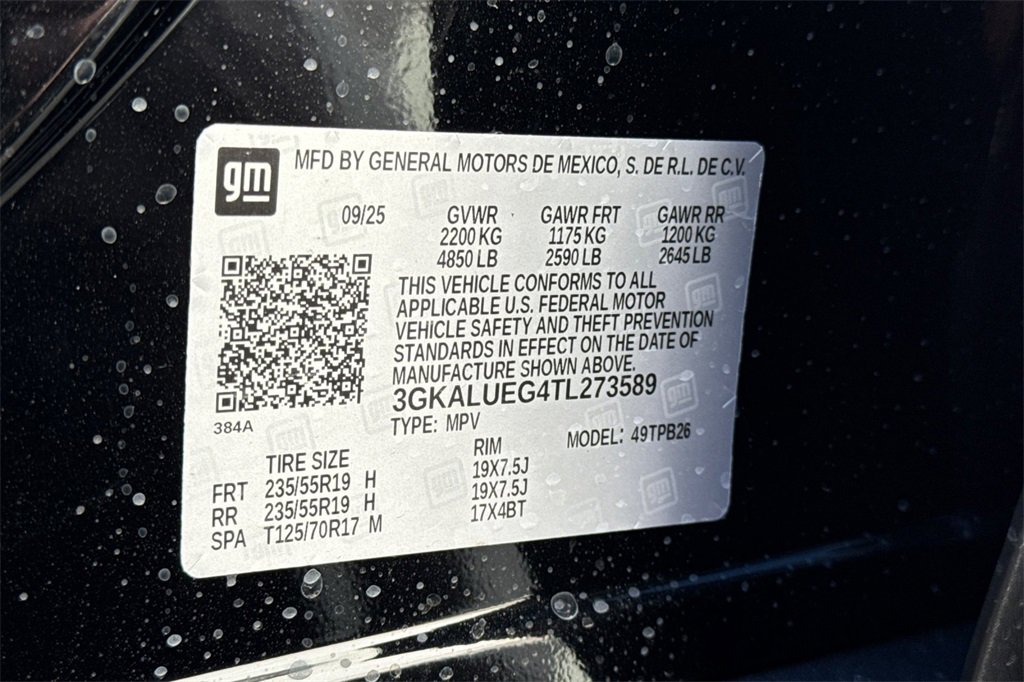 gm
MFD BY GENERAL MOTORS DE MEXICO, S. DE R.L. DE C.V.
09/25 GVWR GAWR FRT GAWR RR
2200 KG 1175 KG 1200 KG
4850 LB 2590 LB 2645 LB
THIS VEHICLE CONFORMS TO ALL
APPLICABLE U.S. FEDERAL MOTOR
VEHICLE SAFETY AND THEFT PREVENTION
STANDARDS IN EFFECT ON THE DATE OF
MANUFACTURE SHOWN ABOVE.
3GKALUEG4TL273589
384A
TYPE: MPV MODEL: 49TPB26
TIRE SIZE RIM
FRT 235/55R19 H 19X7.5J
RR 235/55R19 H 19X7.5J
SPA T125/70R17 M 17X4BT